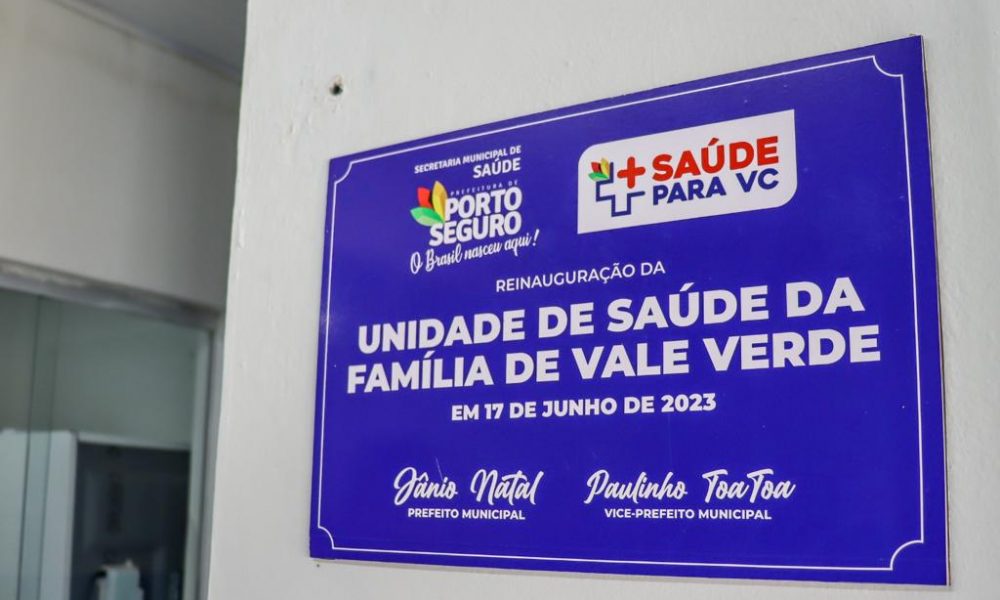 SECRETARIA MUNICIPAL DE
SAÚDE
PREFEITURA DE
PORTO
SEGURO
O Brasil nasceu aqui!
+SAÚDE
PARA VC
REINAUGURAÇÃO DA
UNIDADE DE SAÚDE DA
FAMÍLIA DE VALE VERDE
EM 17 DE JUNHO DE 2023
Jânio Natal
PREFEITO MUNICIPAL
Paulinho ToaToa
VICE-PREFEITO MUNICIPAL